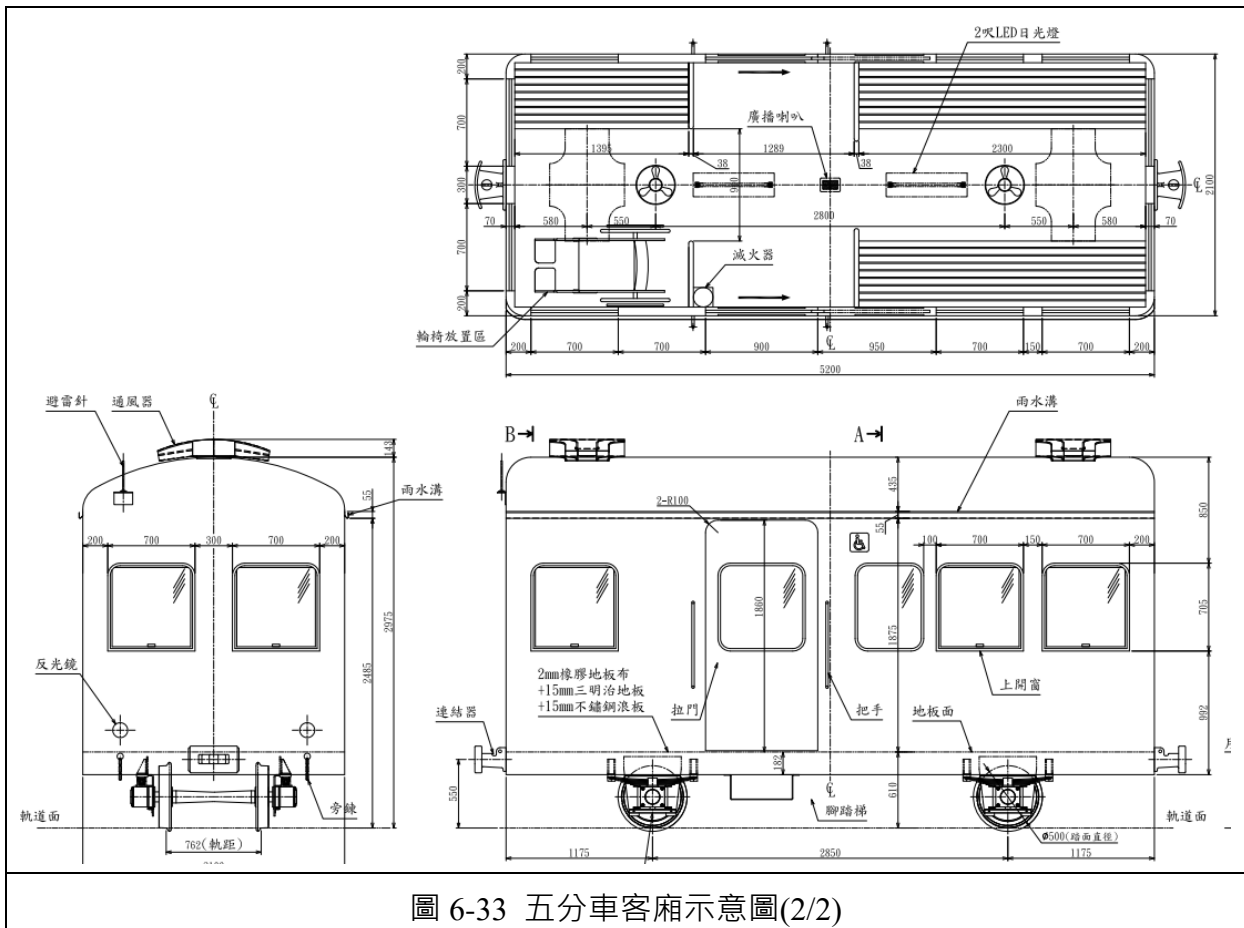 2呎LED日光燈
廣播喇叭
200
700
300
700
200
1395
38
1289
38
2300
2100
900
℄
70
580
550
2800
550
580
70
滅火器
輪椅放置區
℄
200
700
700
900
950
700
150
700
200
5200
避雷針
通風器
℄
143
55
雨水溝
200
700
300
700
200
2975
2485
反光鏡
旁鍊
軌道面
762(軌距)
B
A
雨水溝
2-R100
435
55
850
100
700
150
700
200
1860
1875
705
992
2mm橡膠地板布
+15mm三明治地板
+15mm不鏽鋼浪板
拉門
把手
上開窗
地板面
連結器
182
550
610
℄
腳踏梯
軌道面
ø500(踏面直徑)
1175
2850
1175
圖 6-33 五分車客廂示意圖(2/2)